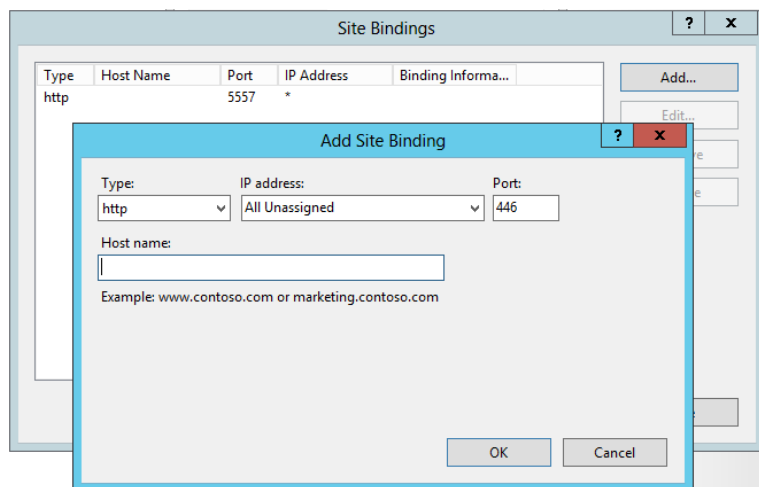 Site Bindings ? x
Type Host Name Port IP Address Binding Informa...
http 5557 *
Add...
Edit...
Add Site Binding ? x
Type: IP address: Port:
http All Unassigned 446
Host name:
Example: www.contoso.com or marketing.contoso.com
OK Cancel